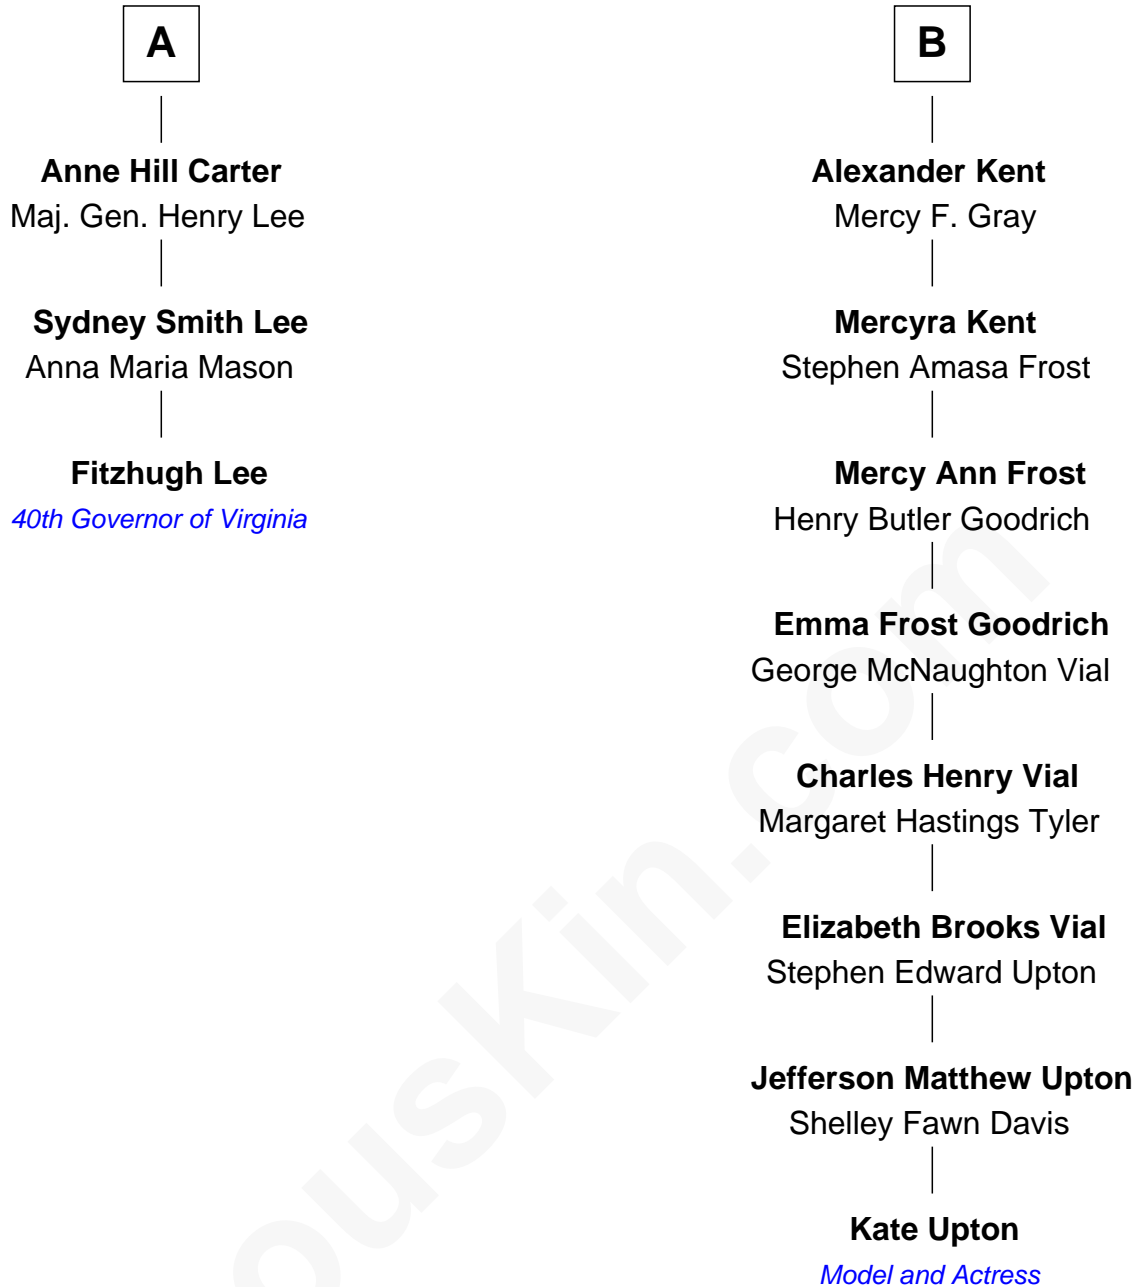 A
Anne Hill Carter
Maj. Gen. Henry Lee
Sydney Smith Lee
Anna Maria Mason
Fitzhugh Lee
40th Governor of Virginia
B
Alexander Kent
Mercy F. Gray
Mercyra Kent
Stephen Amasa Frost
Mercy Ann Frost
Henry Butler Goodrich
Emma Frost Goodrich
George McNaughton Vial
Charles Henry Vial
Margaret Hastings Tyler
Elizabeth Brooks Vial
Stephen Edward Upton
Jefferson Matthew Upton
Shelley Fawn Davis
Kate Upton
Model and Actress
ousKin.com